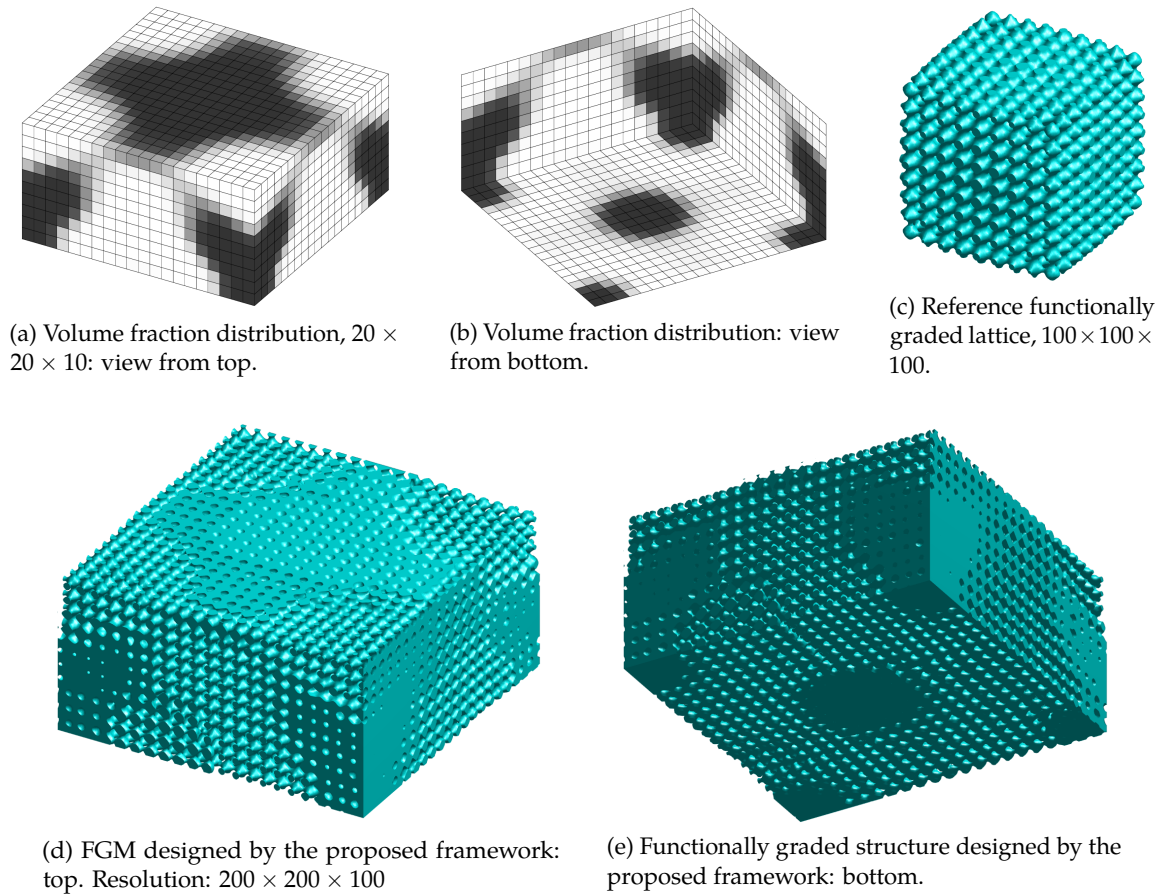 (a) Volume fraction distribution, 20 ×
20 × 10: view from top.
(b) Volume fraction distribution: view
from bottom.
(c) Reference functionally
graded lattice, 100 × 100 ×
100.
(d) FGM designed by the proposed framework:
top. Resolution: 200 × 200 × 100
(e) Functionally graded structure designed by the
proposed framework: bottom.